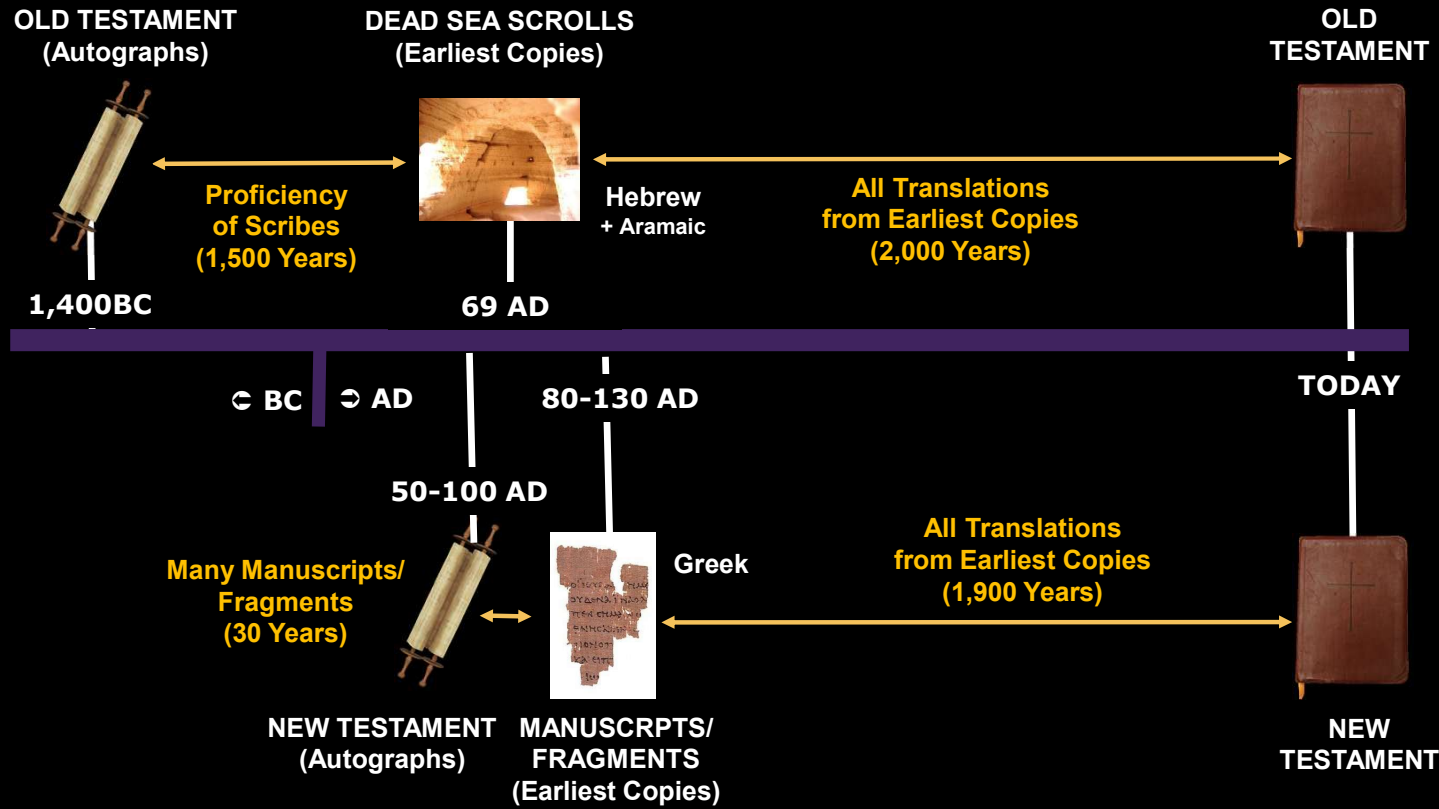 OLD TESTAMENT
(Autographs)
DEAD SEA SCROLLS
(Earliest Copies)
OLD
TESTAMENT
Proficiency
of Scribes
(1,500 Years)
Hebrew
+ Aramaic
All Translations
from Earliest Copies
(2,000 Years)
1,400BC
69 AD
BC
AD
80-130 AD
TODAY
50-100 AD
Many Manuscripts/
Fragments
(30 Years)
Greek
All Translations
from Earliest Copies
(1,900 Years)
NEW TESTAMENT
(Autographs)
MANUSCRPTS/
FRAGMENTS
(Earliest Copies)
NEW
TESTAMENT